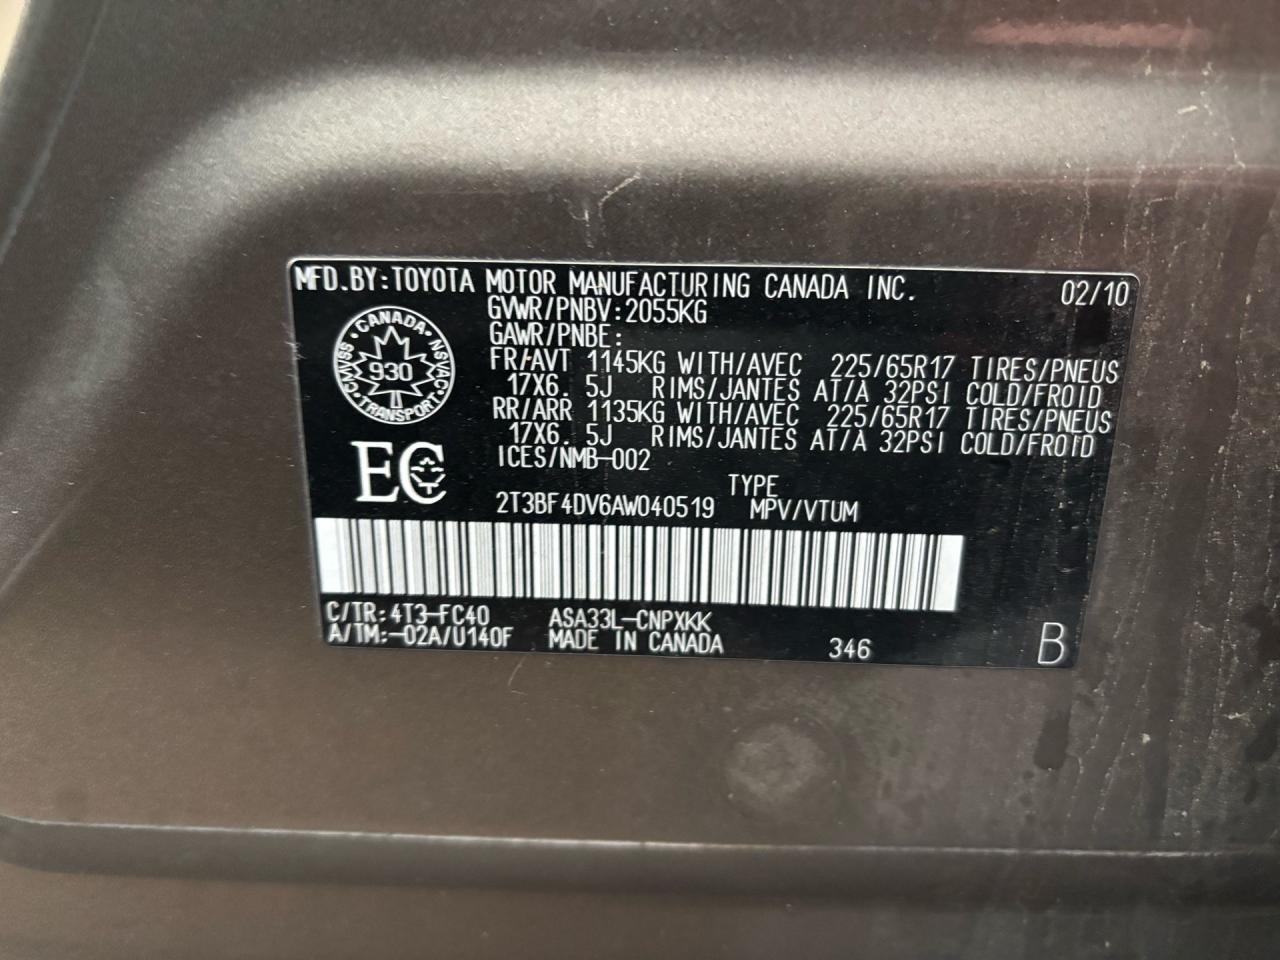 MFD.BY:TOYOTA MOTOR MANUFACTURING CANADA INC. 02/10
GVWR/PNBV:2055KG
GAWR/PNBE:
FR/AVT 1145KG WITH/AVEC 225/65R17 TIRES/PNEUS
17X6.5J RIMS/JANTES AT/À 32PSI COLD/FROID
RR/ARR 1135KG WITH/AVEC 225/65R17 TIRES/PNEUS
17X6.5J RIMS/JANTES AT/À 32PSI COLD/FROID
ICES/NMB-002
CANADA
CMVSS 930 NSVAC
TRANSPORT
EC
TYPE
2T3BF4DV6AW040519 MPV/VTUM
C/TR:4T3-FC40 ASA33L-CNPXKK
A/TM:-02A/U140F MADE IN CANADA 346 B